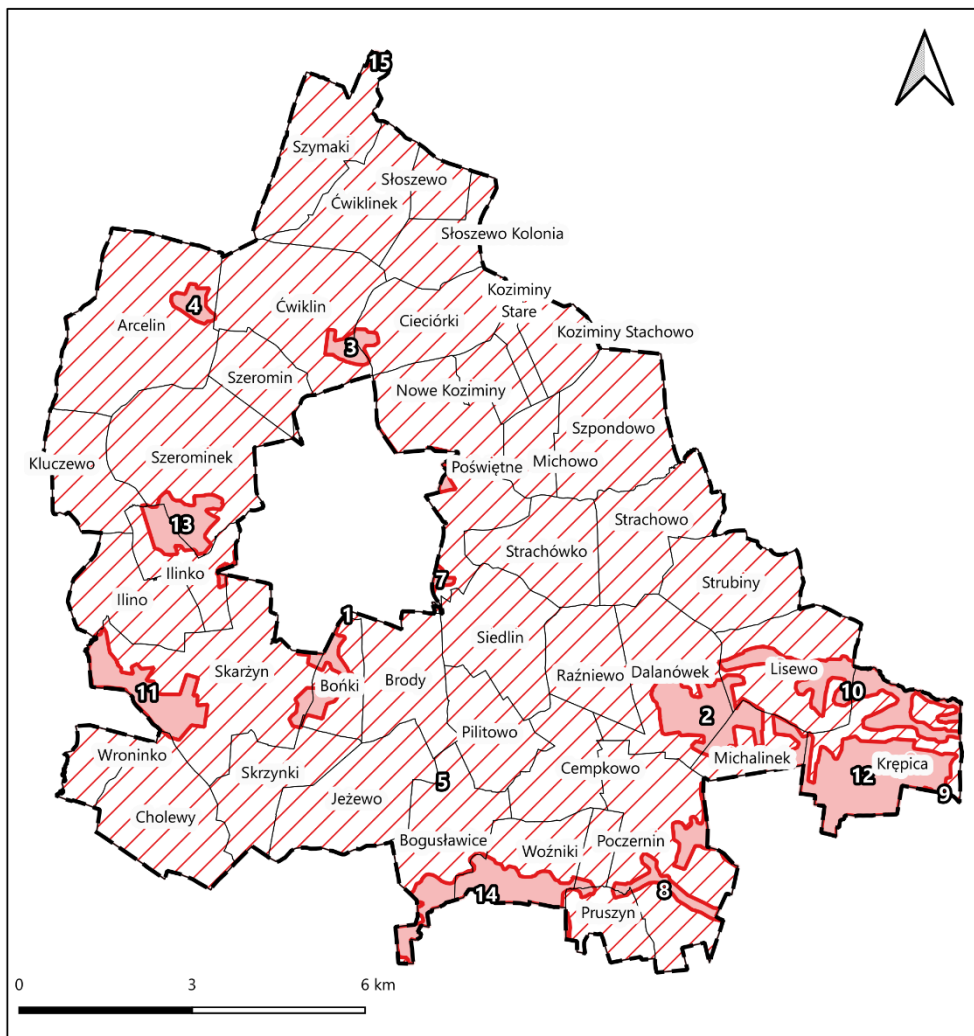 15
Szymaki
Słoszewo
Ćwiklinek
Słoszewo Kolonia
Koziminy
Stare
4
Ćwiklin
Arcelin
Cieciórki
Koziminy Stachowo
3
Szeromin
Nowe Koziminy
Szpondowo
Kluczewo
Szerominek
Poświętne
Michowo
13
Strachowo
Strachówko
Ilinko
7
Strubiny
Ilino
1
Siedlin
Skarżyn
Bońki
Brody
Raźniewo
Dalanówek
Lisewo
11
10
2
Pilitowo
Wroninko
Skrzynki
Cempkowo
Michalinek
Krępica
12
5
9
Jeżewo
Cholewy
Bogusławice
Woźniki
Poczernin
14
8
Pruszyn
0
3
6 km